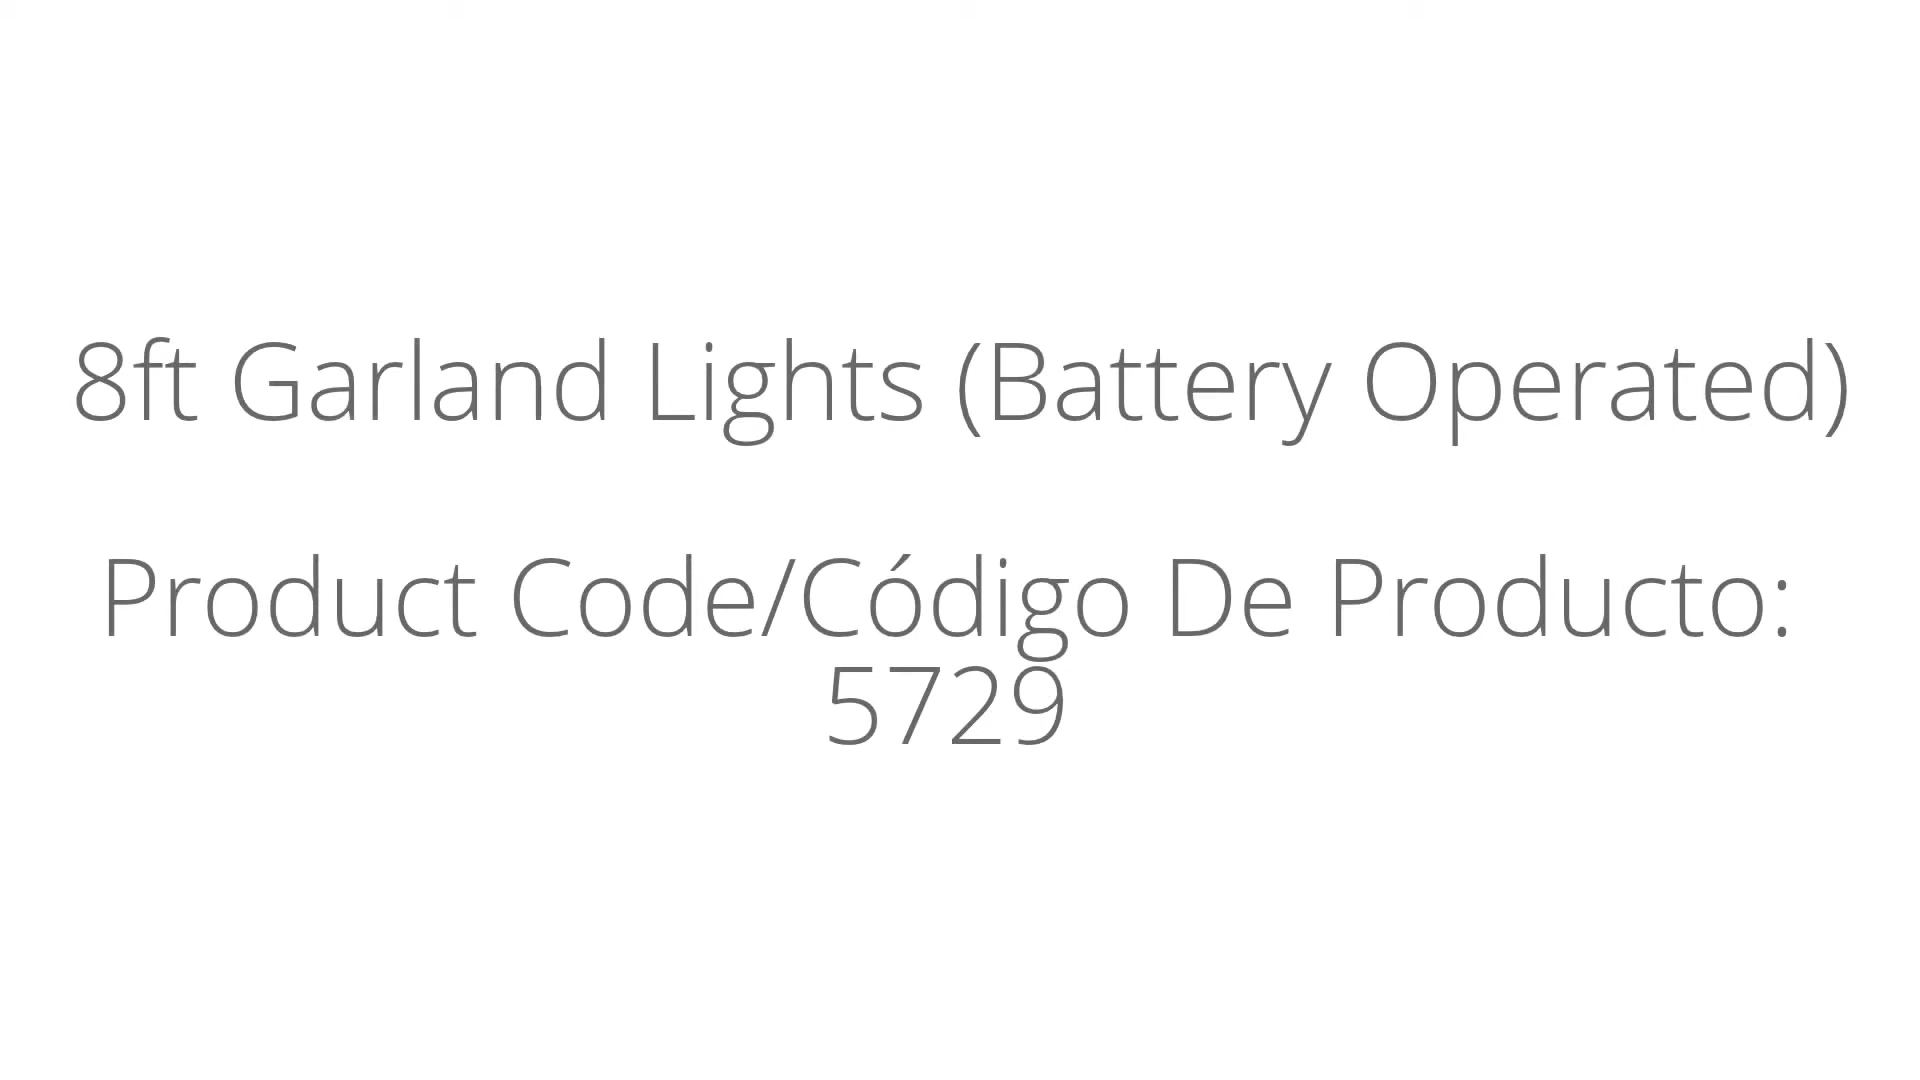 8ft Garland Lights (Battery Operated)
Product Code/Código De Producto:
5729